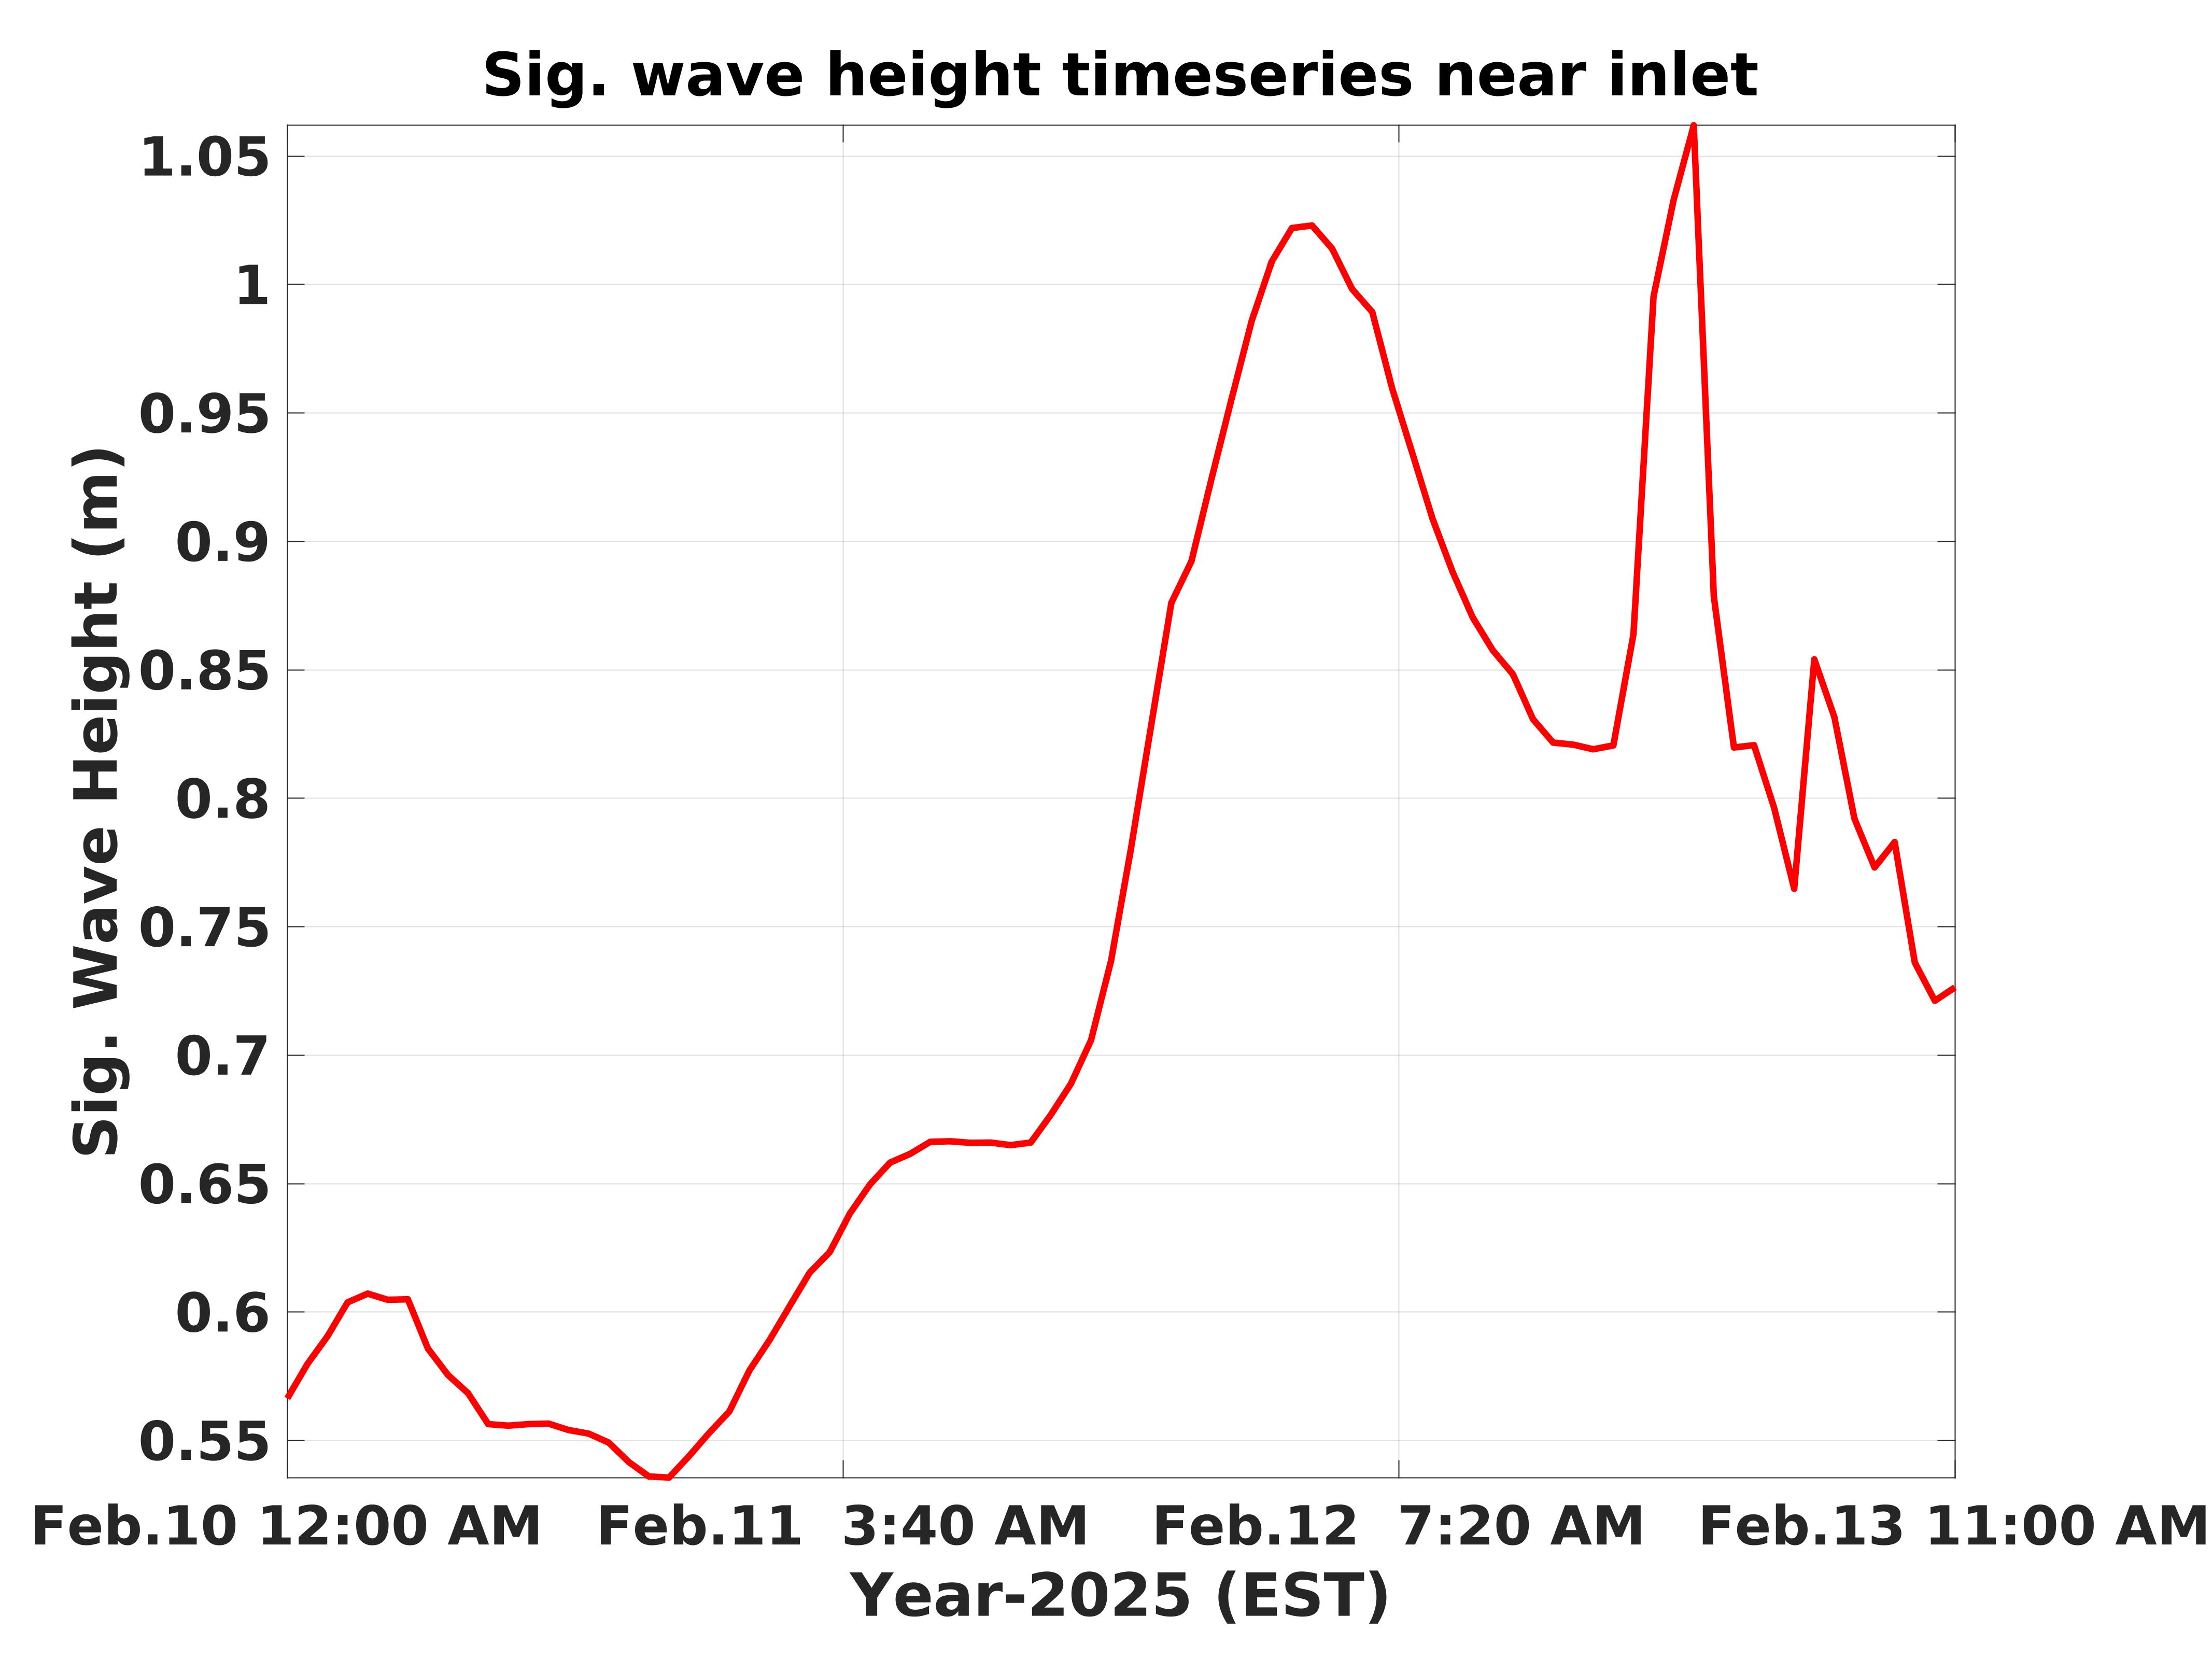 Sig. wave height timeseries near inlet
1.05
1
0.95
0.9
0.85
0.8
0.75
0.7
0.65
0.6
0.55
Sig. Wave Height (m)
Feb.10 12:00 AM Feb.11 3:40 AM Feb.12 7:20 AM Feb.13 11:00 AM
Year-2025 (EST)